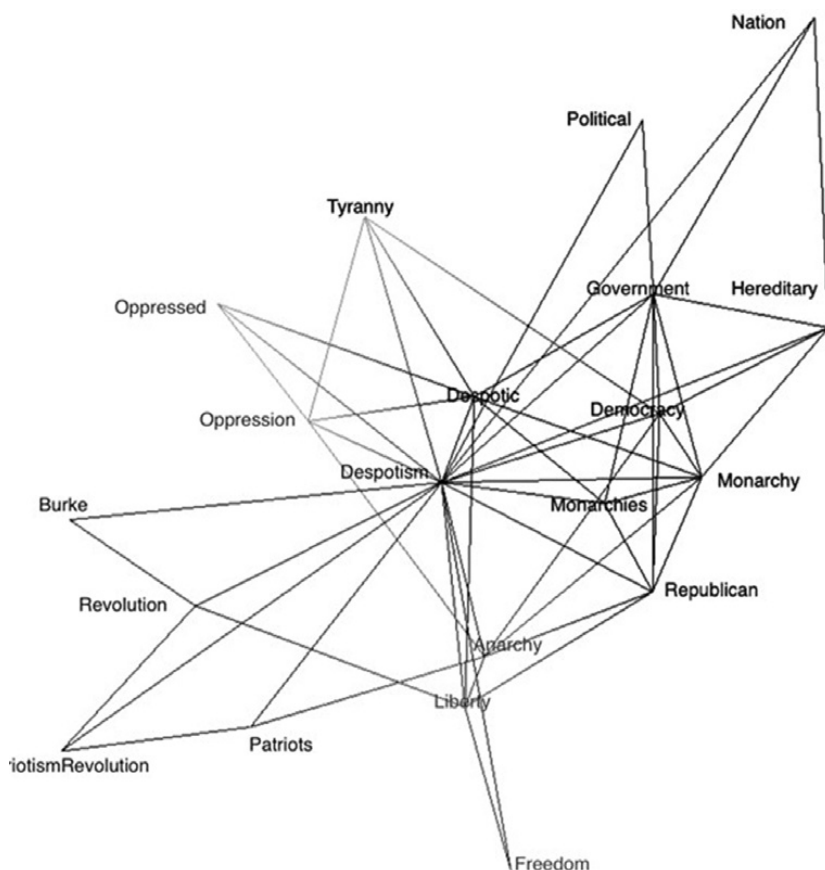 Nation
Political
Tyranny
Government
Hereditary
Oppressed
Despotic
Democracy
Oppression
Despotism
Monarchy
Burke
Monarchies
Revolution
Republican
Anarchy
Liberty
Patriots
riotismRevolution
Freedom